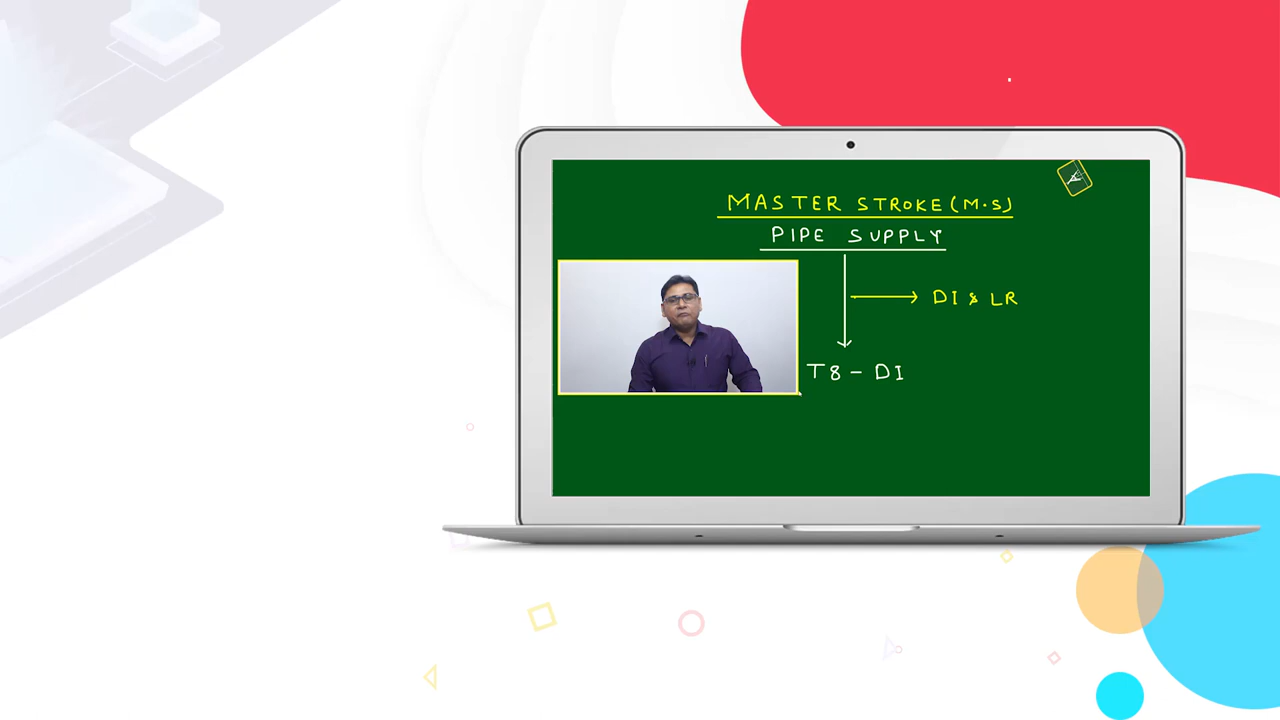 MASTER STROKE (M.S)
PIPE SUPPLY
DI & LR
T8 - DI